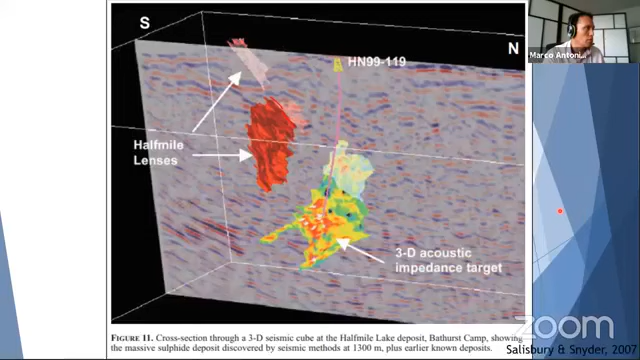 S
N
HN99-119
Marco Antoni
Halfmile
Lenses
3-D acoustic
impedance target
FIGURE 11. Cross-section through a 3-D seismic cube at the Halfmile Lake deposit, Bathurst Camp, showing
the massive sulphide deposit discovered by seismic methods at 1300 m, plus earlier known deposits.
zoom
Salisbury & Snyder, 2007